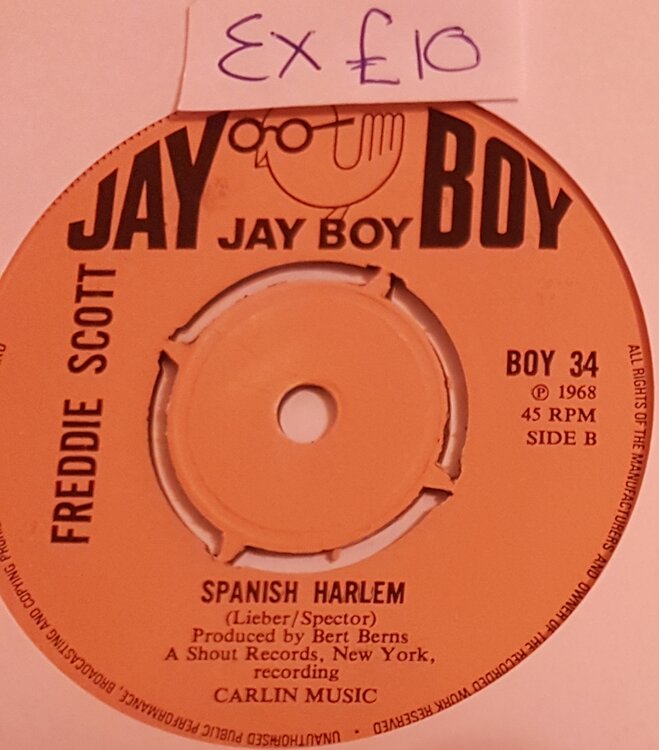 EX £10
JAY BOY
JAY BOY
FREDDIE SCOTT
BOY 34
Ⓟ 1968
45 RPM
SIDE B
SPANISH HARLEM
(Lieber/Spector)
Produced by Bert Berns
A Shout Records, New York,
recording
CARLIN MUSIC
ALL RIGHTS OF THE MANUFACTURERS AND OWNER OF THE RECORDED WORK RESERVED • UNAUTHORISED PUBLIC PERFORMANCE, BROADCASTING AND COPYING